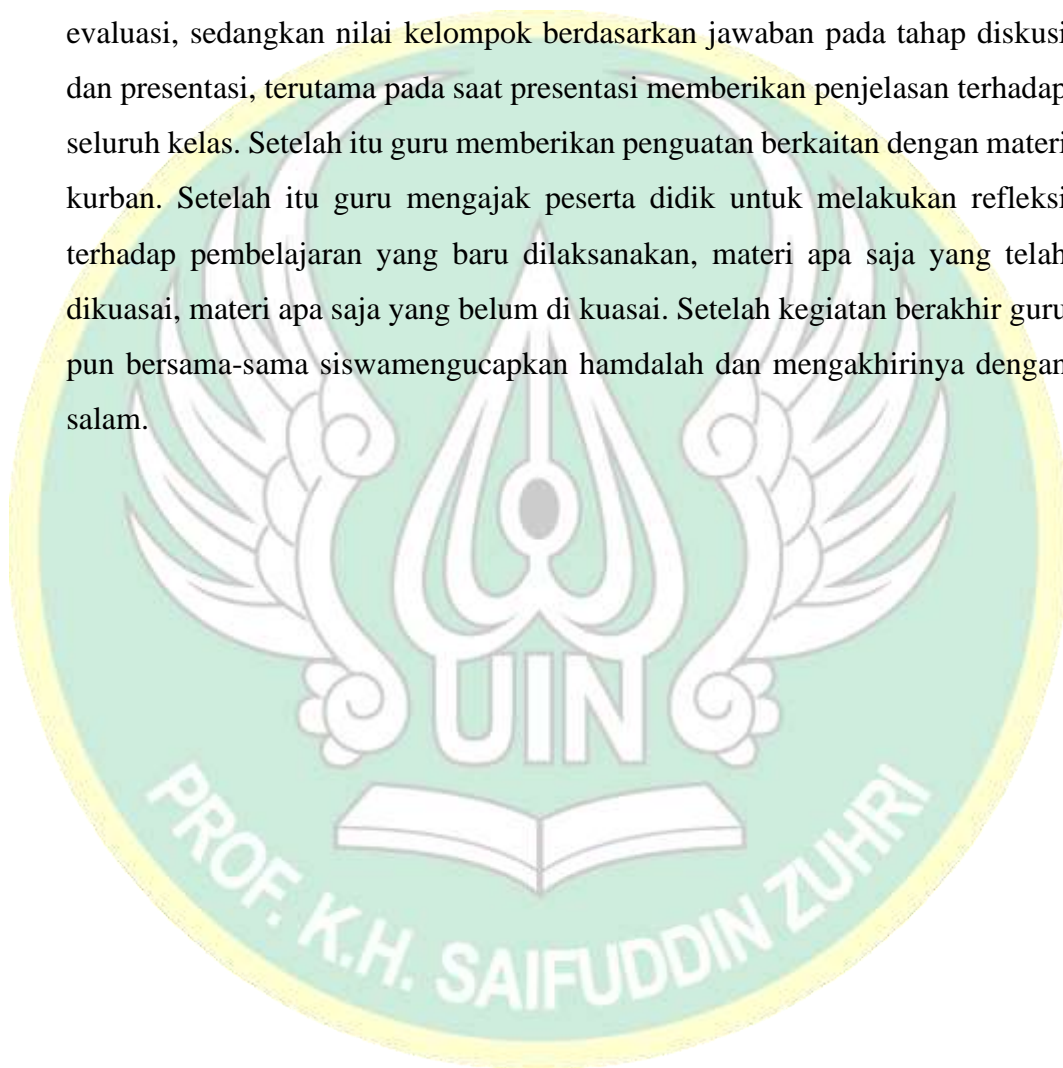 evaluasi, sedangkan nilai kelompok berdasarkan jawaban pada tahap diskusi
dan presentasi, terutama pada saat presentasi memberikan penjelasan terhadap
seluruh kelas. Setelah itu guru memberikan penguatan berkaitan dengan materi
kurban. Setelah itu guru mengajak peserta didik untuk melakukan refleksi
terhadap pembelajaran yang baru dilaksanakan, materi apa saja yang telah
dikuasai, materi apa saja yang belum di kuasai. Setelah kegiatan berakhir guru
pun bersama-sama siswamengucapkan hamdalah dan mengakhirinya dengan
salam.
UIN
PROF. K.H. SAIFUDDIN ZUHRI